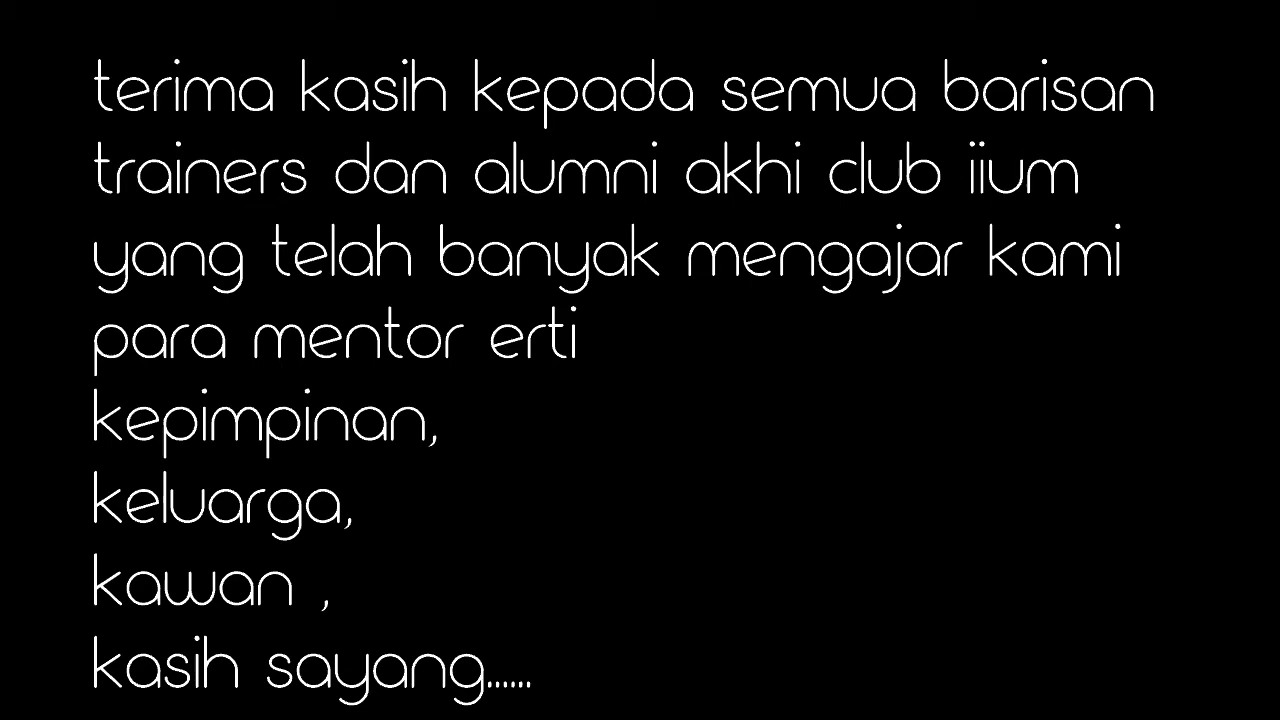 terima kasih kepada semua barisan
trainers dan alumni akhi club iium
yang telah banyak mengajar kami
para mentor erti
kepimpinan,
keluarga,
kawan ,
kasih sayang......